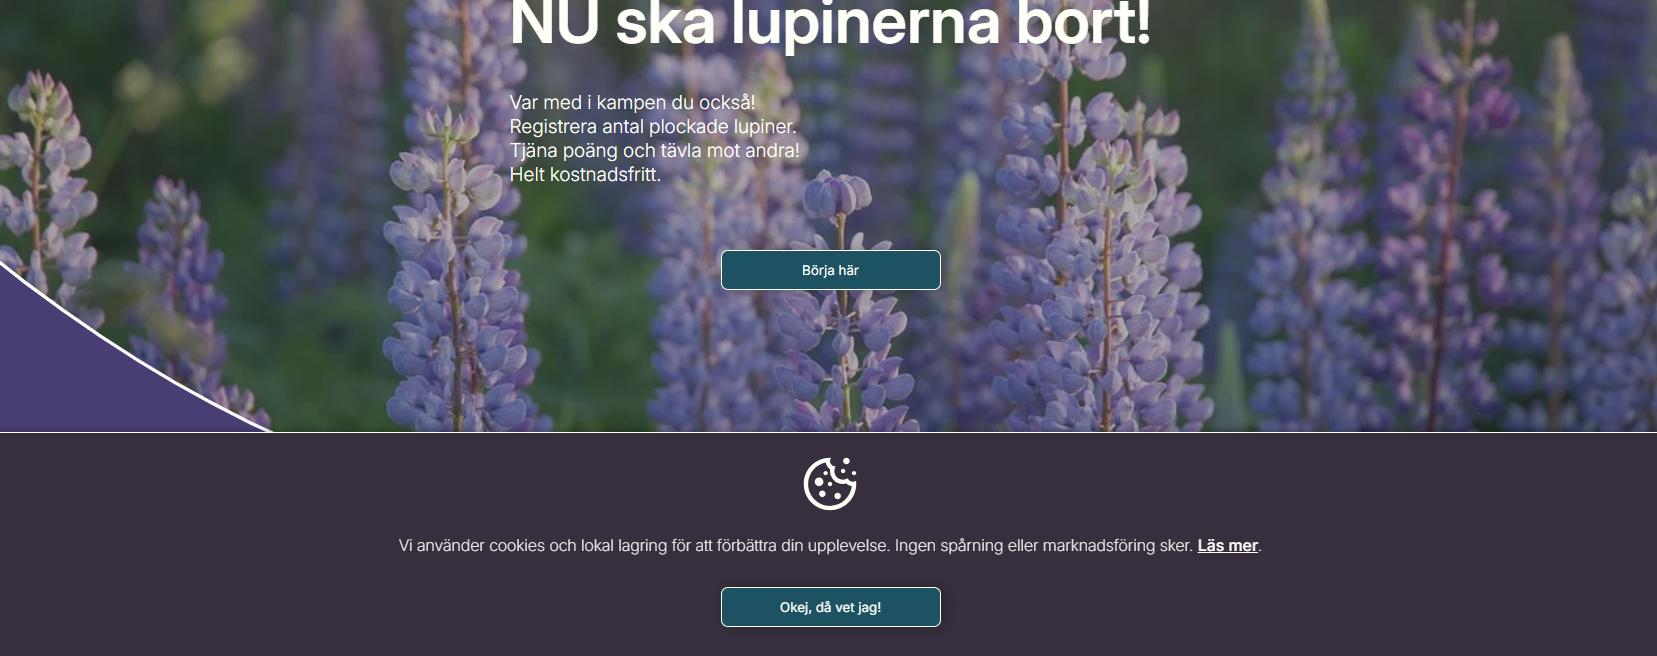 NU ska lupinerna bort!
Var med i kampen du också!
Registrera antal plockade lupiner.
Tjäna poäng och tävla mot andra!
Helt kostnadsfritt.
Börja här
Vi använder cookies och lokal lagring för att förbättra din upplevelse. Ingen spårning eller marknadsföring sker. Läs mer.
Okej, då vet jag!